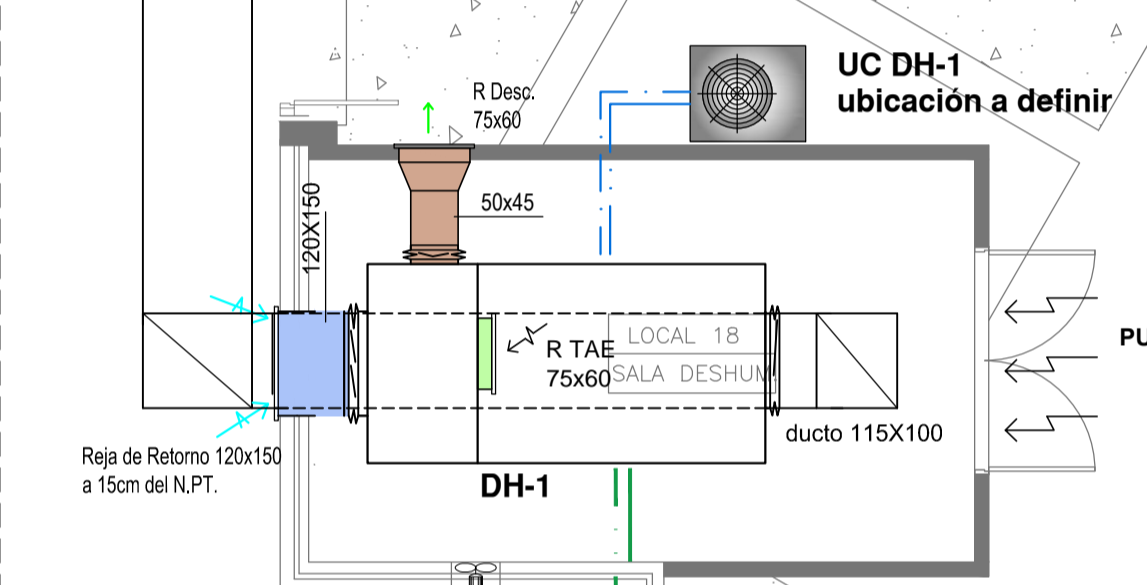 UC DH-1
ubicación a definir
R Desc.
75x60
50x45
120X150
LOCAL 18
SALA DESHUM
R TAE
75x60
PU
ducto 115X100
Reja de Retorno 120x150
a 15cm del N.PT.
DH-1